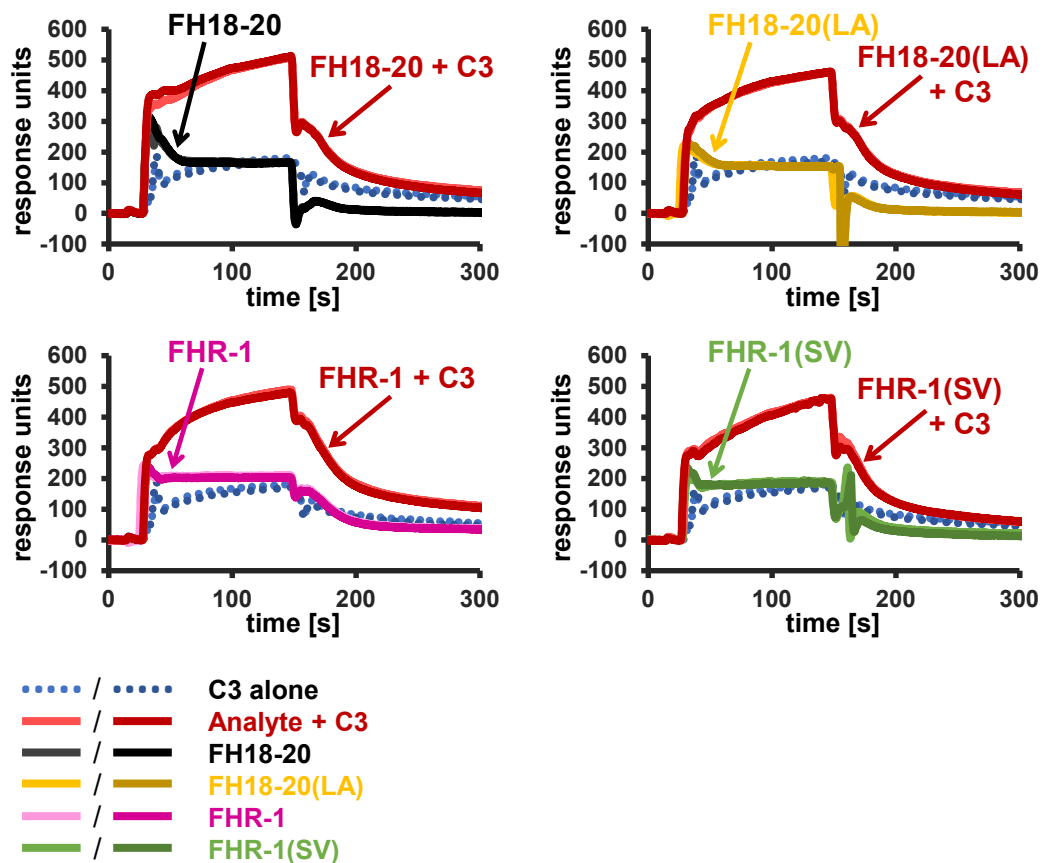 600
500
400
300
200
100
0
-100
response units
FH18-20
FH18-20 + C3
0 100 200 300
time [s]
600
500
400
300
200
100
0
-100
response units
FH18-20(LA)
FH18-20(LA)
+ C3
0 100 200 300
time [s]
600
500
400
300
200
100
0
-100
response units
FHR-1
FHR-1 + C3
0 100 200 300
time [s]
600
500
400
300
200
100
0
-100
response units
FHR-1(SV)
FHR-1(SV)
+ C3
0 100 200 300
time [s]
/ C3 alone
/ Analyte + C3
/ FH18-20
/ FH18-20(LA)
/ FHR-1
/ FHR-1(SV)